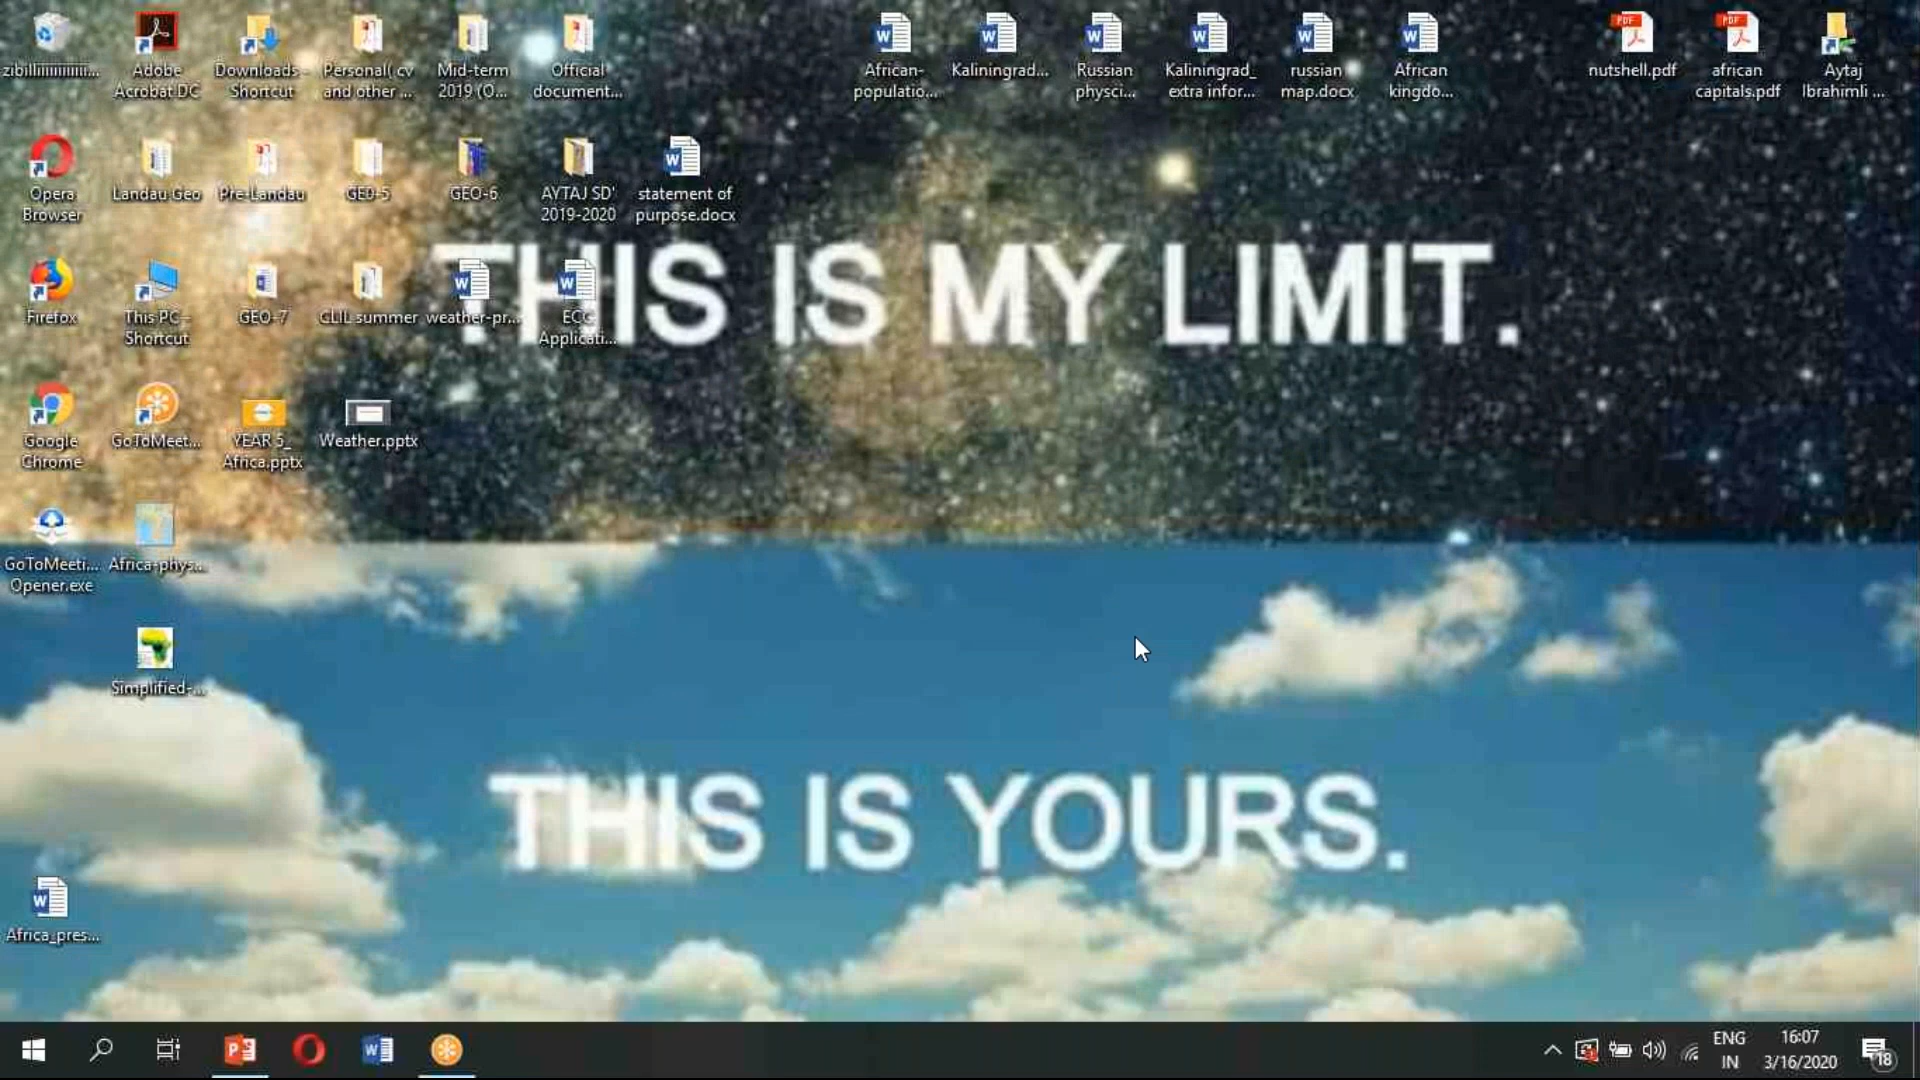 zibilliiiiiiiiiiiii...
Adobe
Acrobat DC
Downloads -
Shortcut
Personal( cv
and other ...
Mid-term
2019 (O...
Official
document...
African-
populatio...
Kaliningrad...
Russian
physci...
Kaliningrad_
extra infor...
russian
map.docx
African
kingdo...
nutshell.pdf
african
capitals.pdf
Aytaj
Ibrahimli ...
Opera
Browser
Landau Geo
Pre-Landau
GEO-5
GEO-6
AYTAJ SD'
2019-2020
statement of
purpose.docx
THIS IS MY LIMIT.
Firefox
This PC -
Shortcut
GEO-7
CLIL summer
weather-pr...
ECC
Applicati...
Google
Chrome
GoToMeet...
YEAR 5_
Africa.pptx
Weather.pptx
GoToMeeti...
Opener.exe
Africa-phys...
Simplified-...
THIS IS YOURS.
Africa_pres...
ENG
IN
16:07
3/16/2020
18